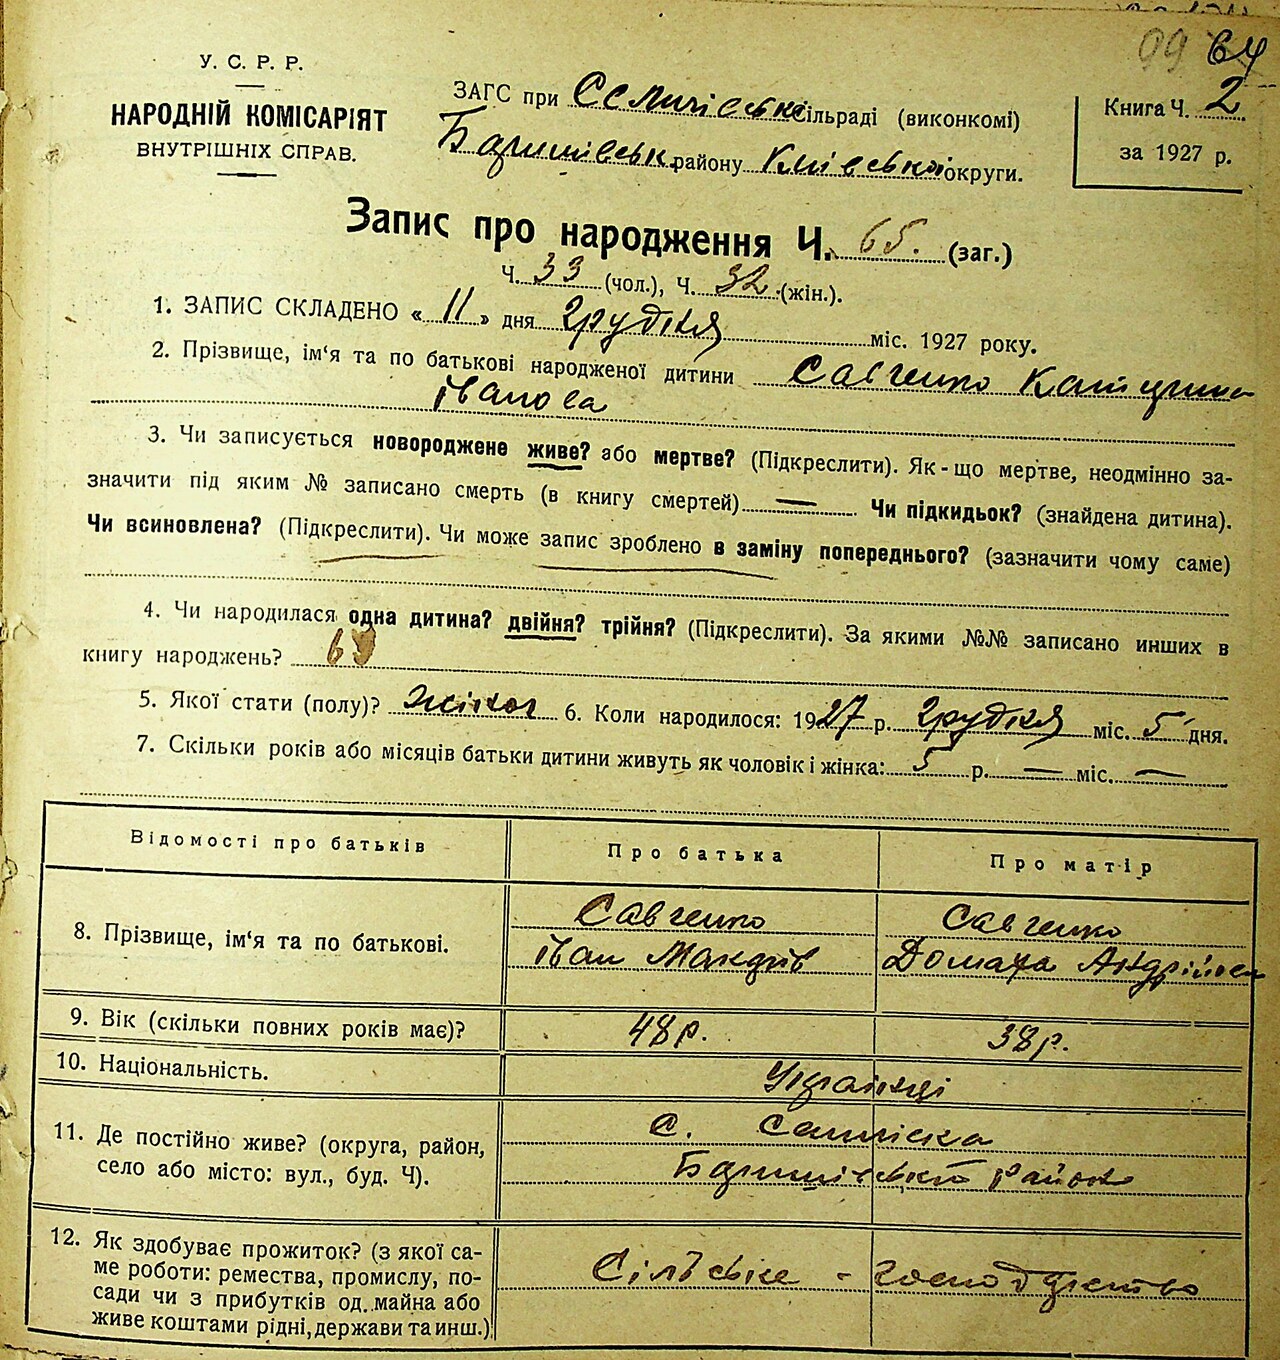 99 64
У. С. Р. Р.
НАРОДНІЙ КОМІСАРІЯТ
ВНУТРІШНІХ СПРАВ.
ЗАГС при сільраді (виконкомі)
Баришівськ. району Київської округи.
Книга Ч. 2
за 1927 р.
Запис про народження Ч. 65. (заг.)
Ч. 33 (чол.), Ч. 32 (жін.).
1. ЗАПИС СКЛАДЕНО « 11 » дня грудня міс. 1927 року.
2. Прізвище, ім'я та по батькові народженої дитини Савченко Катерина
Іванова
3. Чи записується новороджене живе? або мертве? (Підкреслити). Як-що мертве, неодмінно за-
значити під яким № записано смерть (в книгу смертей) — Чи підкидьок? (знайдена дитина).
Чи всиновлена? (Підкреслити). Чи може запис зроблено в заміну попереднього? (зазначити чому саме)
4. Чи народилася одна дитина? двійня? трійня? (Підкреслити). За якими №№ записано инших в
книгу народжень?
5. Якої стати (полу)? жіноч 6. Коли народилося: 1927 р. грудня міс. 5 дня.
7. Скільки років або місяців батьки дитини живуть як чоловік і жінка: 5 р. — міс. —
Відомості про батьків Про батька Про матір
8. Прізвище, ім'я та по батькові. Савченко Савченко
Іван Домаха Андрійовн
9. Вік (скільки повних років має)? 48 р. 38 р.
10. Національність. Українці
11. Де постійно живе? (округа, район, с.
село або місто: вул., буд. Ч). Баришівського району
12. Як здобуває прожиток? (з якої са-
ме роботи: ремества, промислу, по- Сільське - господарство
сади чи з прибутків од. майна або
живе коштами рідні, держави та инш.)